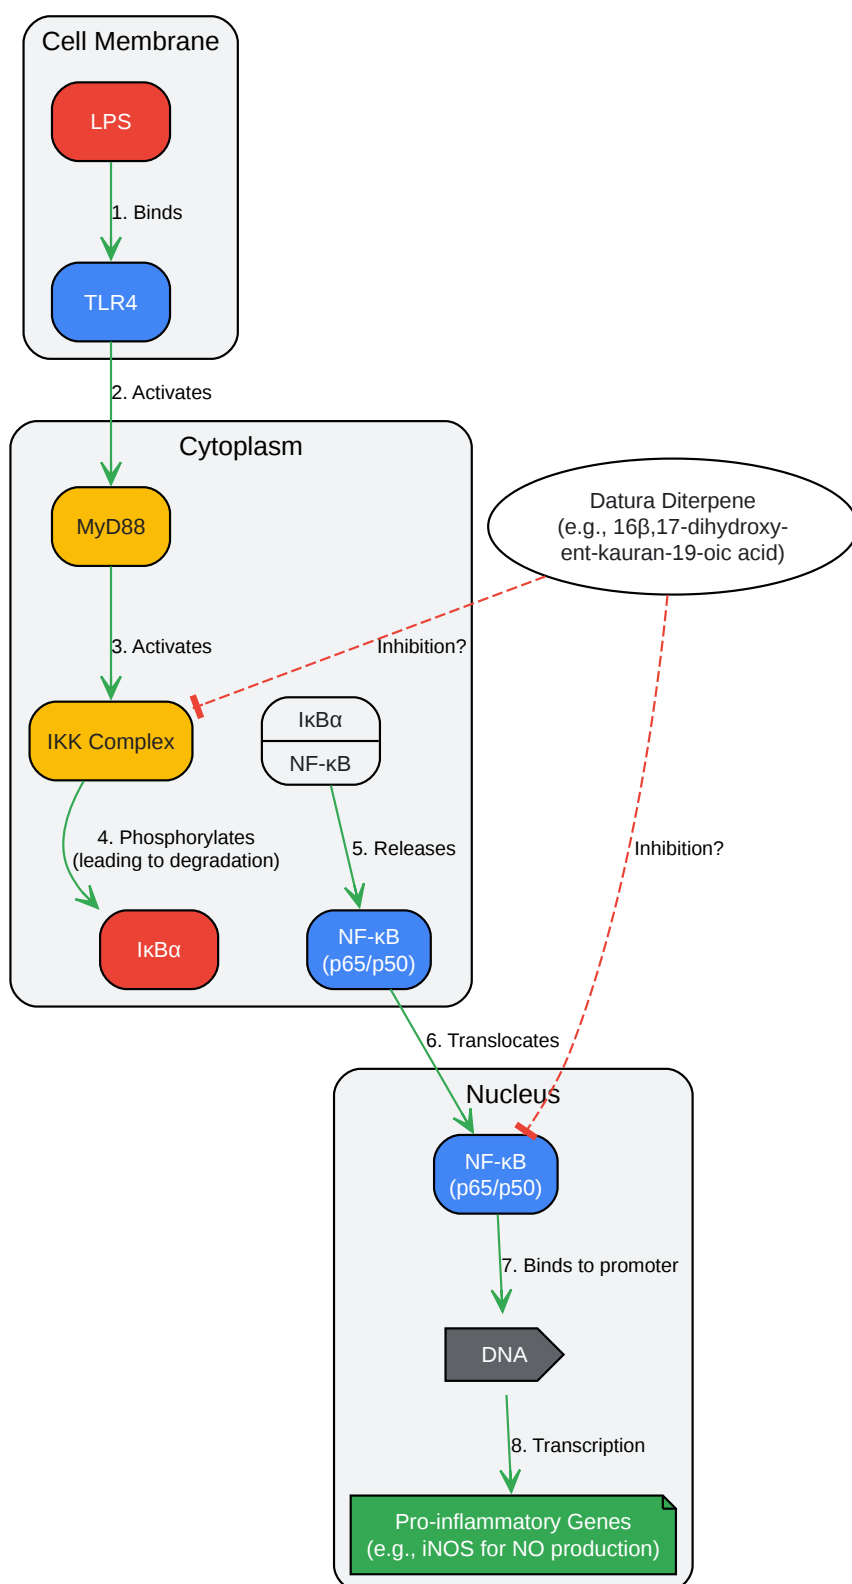 Cell Membrane
LPS
1. Binds
TLR4
2. Activates
Cytoplasm
MyD88
Datura Diterpene
(e.g., 16β,17-dihydroxy-
ent-kauran-19-oic acid)
3. Activates
Inhibition?
IKK Complex
IκBα
NF-κB
4. Phosphorylates
(leading to degradation)
5. Releases
Inhibition?
IκBα
NF-κB
(p65/p50)
6. Translocates
Nucleus
NF-κB
(p65/p50)
7. Binds to promoter
DNA
8. Transcription
Pro-inflammatory Genes
(e.g., iNOS for NO production)